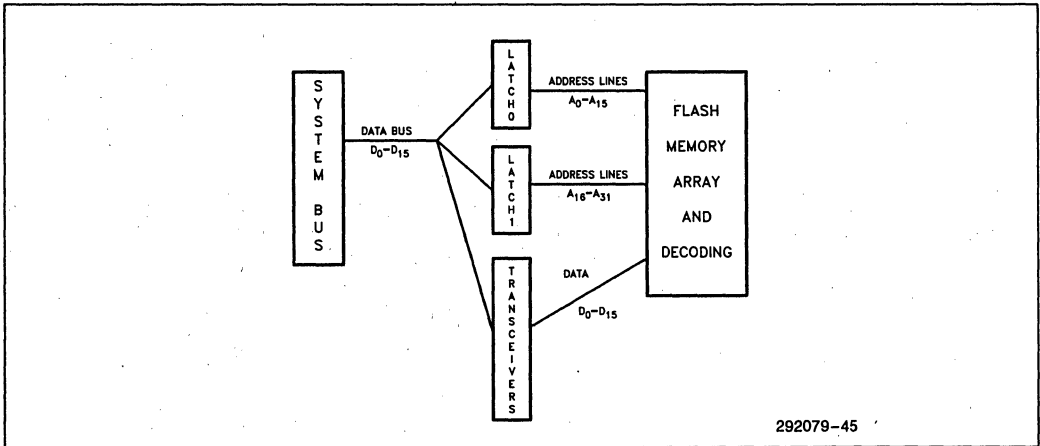 SYSTEM BUS
DATA BUS
D0-D15
LATCH0
ADDRESS LINES
A0-A15
LATCH1
ADDRESS LINES
A16-A31
TRANSCEIVERS
DATA
D0-D15
FLASH
MEMORY
ARRAY
AND
DECODING
292079-45